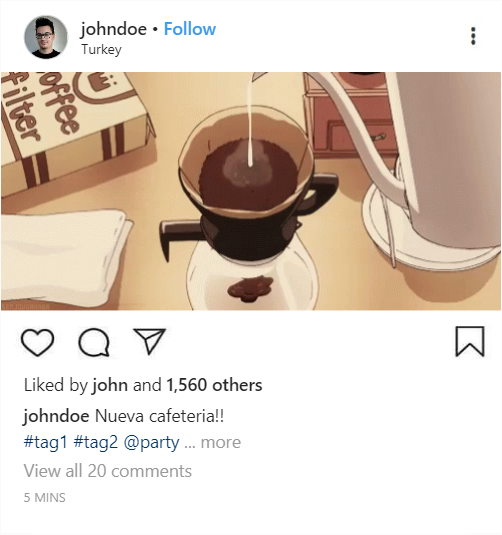 johndoe • Follow
Turkey
offee
filter
Liked by john and 1,560 others
johndoe Nueva cafeteria!!
#tag1 #tag2 @party ... more
View all 20 comments
5 MINS